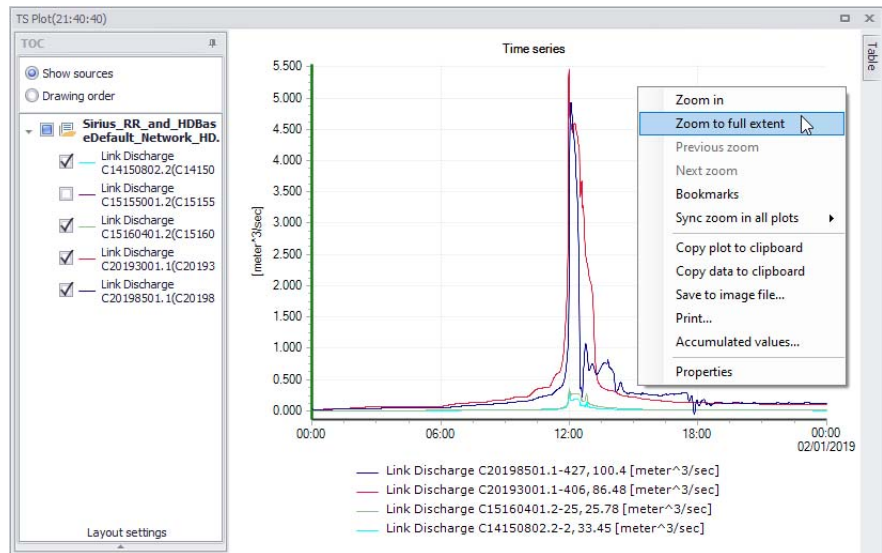 TS Plot(21:40:40)
TOC
Show sources
Drawing order
Sirius_RR_and_HDBas
eDefault_Network_HD.
Link Discharge
C14150802.2(C14150
Link Discharge
C15155001.2(C15155
Link Discharge
C15160401.2(C15160
Link Discharge
C20193001.1(C20193
Link Discharge
C20198501.1(C20198
Layout settings
Time series
[meter^3/sec]
5.500
5.000
4.500
4.000
3.500
3.000
2.500
2.000
1.500
1.000
0.500
0.000
00:00
06:00
12:00
18:00
00:00
02/01/2019
Link Discharge C20198501.1-427, 100.4 [meter^3/sec]
Link Discharge C20193001.1-406, 86.48 [meter^3/sec]
Link Discharge C15160401.2-25, 25.78 [meter^3/sec]
Link Discharge C14150802.2-2, 33.45 [meter^3/sec]
Zoom in
Zoom to full extent
Previous zoom
Next zoom
Bookmarks
Sync zoom in all plots
Copy plot to clipboard
Copy data to clipboard
Save to image file...
Print...
Accumulated values...
Properties
Table